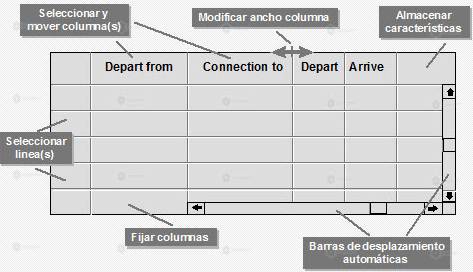 Seleccionar y
mover columna(s)
Modificar ancho columna
Almacenar
características
Depart from
Connection to
Depart
Arrive
Seleccionar
linea(s)
Fijar columnas
Barras de desplazamiento
automáticas